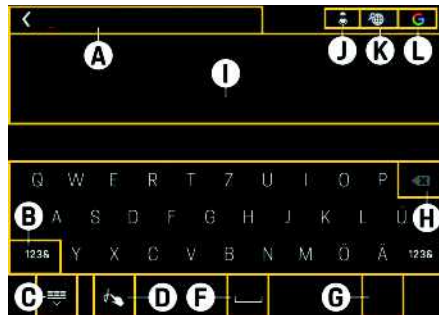 A J K L
I
Q W E R T Z U I O P
B A S D F G H J K L Ü H
123& Y X C V B N M Ö Ä 123&
C D F G